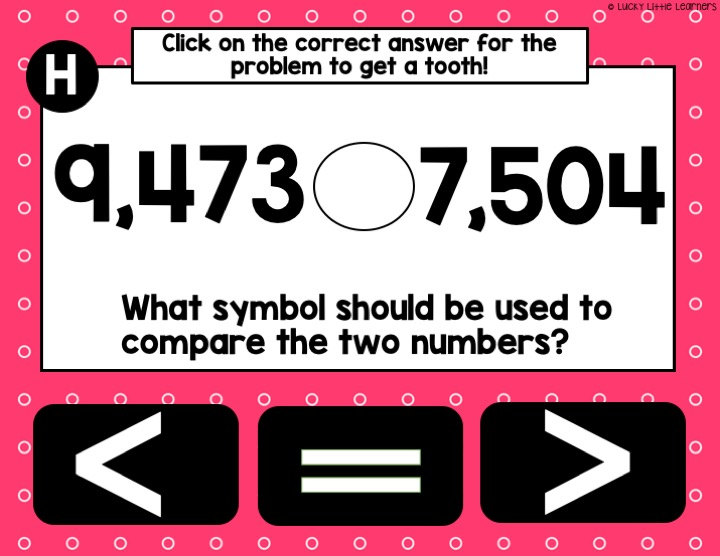 © Lucky Little Learners
Click on the correct answer for the
problem to get a tooth!
H
9,473 7,504
What symbol should be used to
compare the two numbers?
< = >